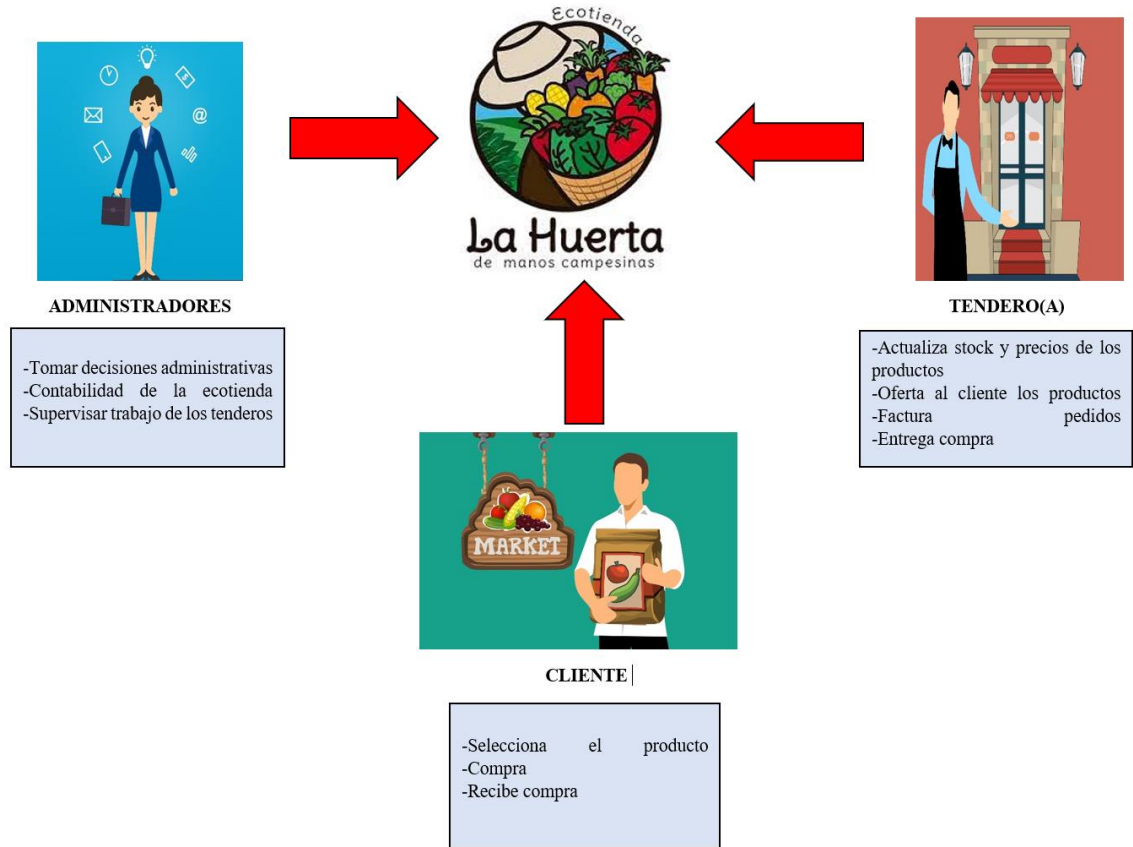 Ecotienda
La Huerta
de manos campesinas
$
@
ADMINISTRADORES
-Tomar decisiones administrativas
-Contabilidad de la ecotienda
-Supervisar trabajo de los tenderos
TENDERO(A)
-Actualiza stock y precios de los
productos
-Oferta al cliente los productos
-Factura pedidos
-Entrega compra
MARKET
CLIENTE
-Selecciona el producto
-Compra
-Recibe compra